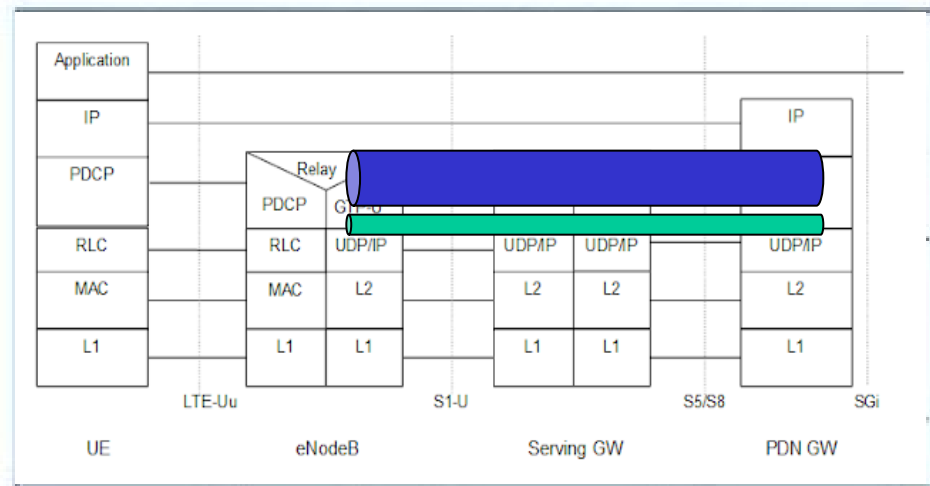 Application
IP IP
Relay
PDCP
PDCP GTP-U
RLC RLC UDP/IP UDP/IP UDP/IP UDP/IP
MAC MAC L2 L2 L2 L2
L1 L1 L1 L1 L1 L1
LTE-Uu S1-U S5/S8 SGi
UE eNodeB Serving GW PDN GW